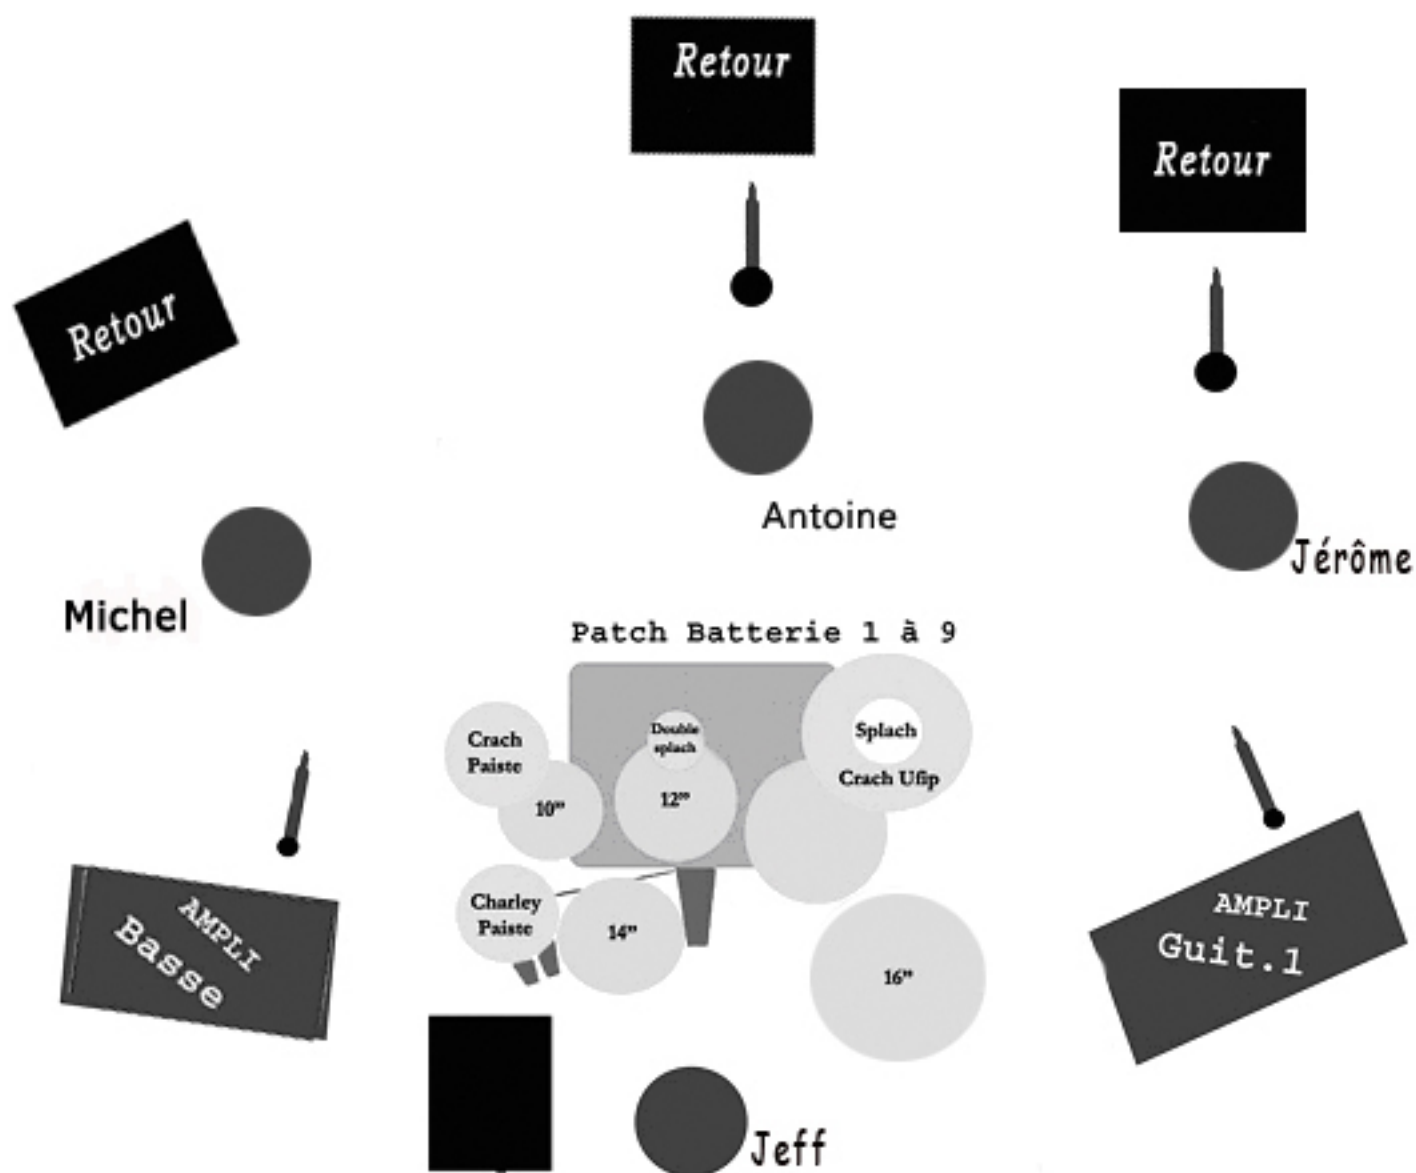 Retour
Retour
Retour
Antoine
Jérôme
Michel
Patch Batterie 1 à 9
Crach
Paiste
Double
splach
Splach
Crach Ufip
10”
12”
Charley
Paiste
14”
16”
AMPLI
Basse
AMPLI
Guit.1
Jeff